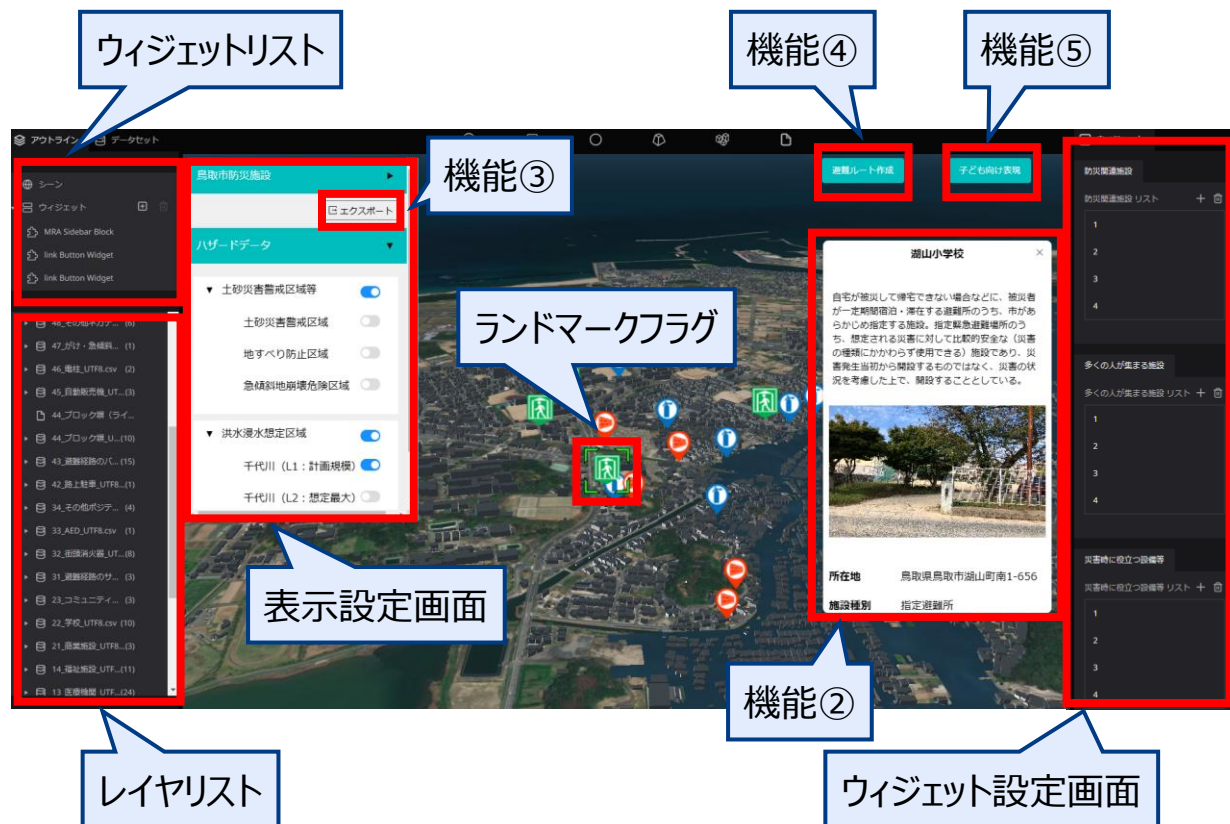 ウィジェットリスト
機能④
機能⑤
アウトライン
データセット
シーン
ウィジェット
MRA Sidebar Block
link Button Widget
link Button Widget
鳥取市防災施設
機能③
エクスポート
ハザードデータ
土砂災害警戒区域等
土砂災害警戒区域
地すべり防止区域
急傾斜地崩壊危険区域
洪水浸水想定区域
千代川（L1：計画規模）
千代川（L2：想定最大）
表示設定画面
ランドマークフラグ
避難ルート作成
子ども向け表現
湖山小学校
自宅が被災して帰宅できない場合などに、被災者
が一定期間宿泊・滞在する避難所のうち、市があ
らかじめ指定する施設。指定緊急避難場所のう
ち、想定される災害に対して比較的安全な（災害
の種類にかかわらず使用できる）施設であり、災
害発生当初から開設するものではなく、災害の状
況を考慮した上で、開設することとしている。
所在地 鳥取県鳥取市湖山町南1-656
施設種別 指定避難所
機能②
47_がけ・急傾斜... (1)
46_電柱_UTF8.csv (2)
45_自動販売機_UT...(3)
44_ブロック塀（ライ...
44_ブロック塀_U...(10)
43_避難経路のバ... (15)
42_路上駐車_UTF8...(1)
34_その他ポジテ... (4)
33_AED_UTF8.csv (1)
32_街頭消火器_UT...(8)
31_避難経路のサ... (3)
23_コミュニティ... (3)
22_学校_UTF8.csv (10)
21_商業施設_UTF8...(3)
14_福祉施設_UTF...(11)
13_医療機関_UTF...(24)
レイヤリスト
防災関連施設
防災関連施設 リスト
1
2
3
4
多くの人が集まる施設
多くの人が集まる施設 リスト
1
2
3
4
災害時に役立つ設備等
災害時に役立つ設備等 リスト
1
2
3
4
ウィジェット設定画面